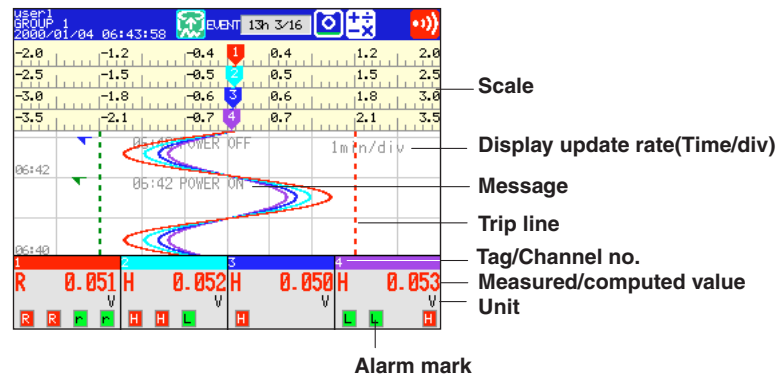 user1
GROUP 1
2000/01/04 06:43:58
EVENT 13h 3/16
-2.0 -1.2 -0.4 1 0.4 1.2 2.0
-2.5 -1.5 -0.5 2 0.5 1.5 2.5
-3.0 -1.8 -0.6 3 0.6 1.8 3.0
-3.5 -2.1 -0.7 4 0.7 2.1 3.5
POWER OFF
1min/div
06:42
06:42 POWER ON
06:40
1 2 3 4
R 0.051 H 0.052 H 0.050 H 0.053
V V V V
R R r r H H L H L L H
Scale
Display update rate(Time/div)
Message
Trip line
Tag/Channel no.
Measured/computed value
Unit
Alarm mark